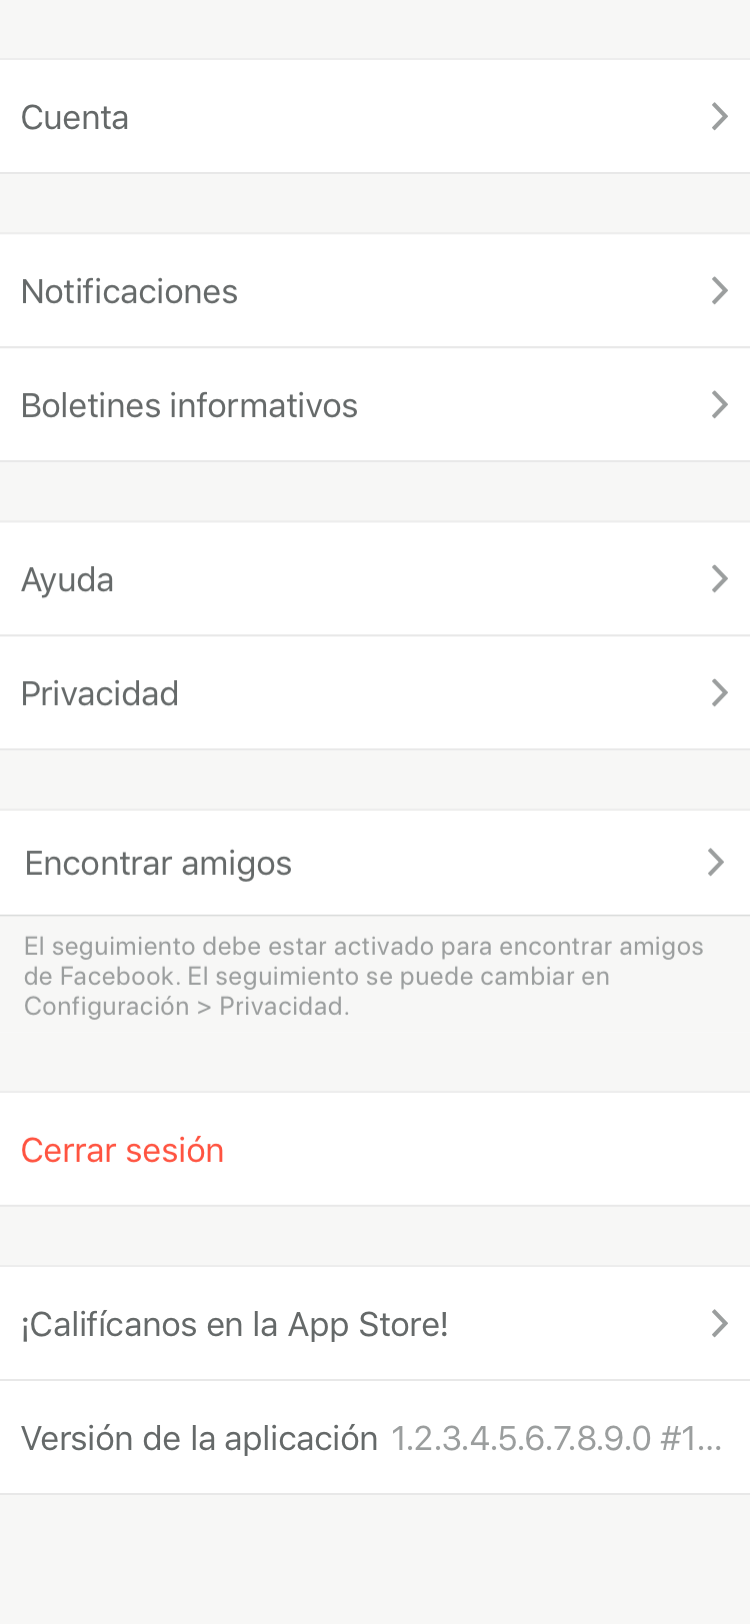 Cuenta
Notificaciones
Boletines informativos
Ayuda
Privacidad
Encontrar amigos
El seguimiento debe estar activado para encontrar amigos
de Facebook. El seguimiento se puede cambiar en
Configuración > Privacidad.
Cerrar sesión
¡Califícanos en la App Store!
Versión de la aplicación 1.2.3.4.5.6.7.8.9.0 #1...